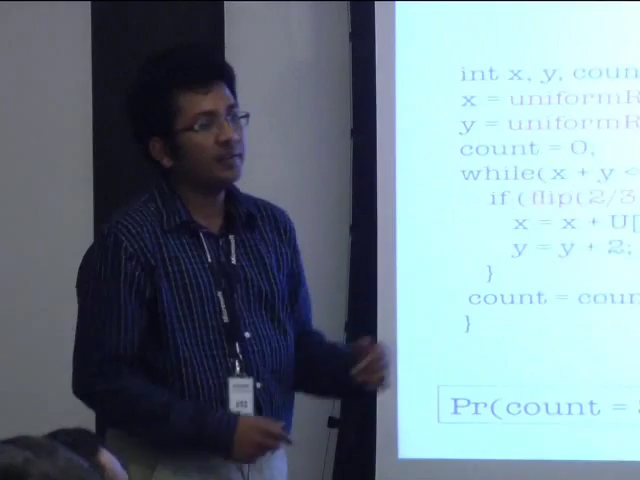 int x, y, coun
x = uniformR
y = uniformR
count = 0,
while(x + y <
if (flip(2/3
x = x + U[
y = y + 2;
}
count = coun
}
Pr(count =